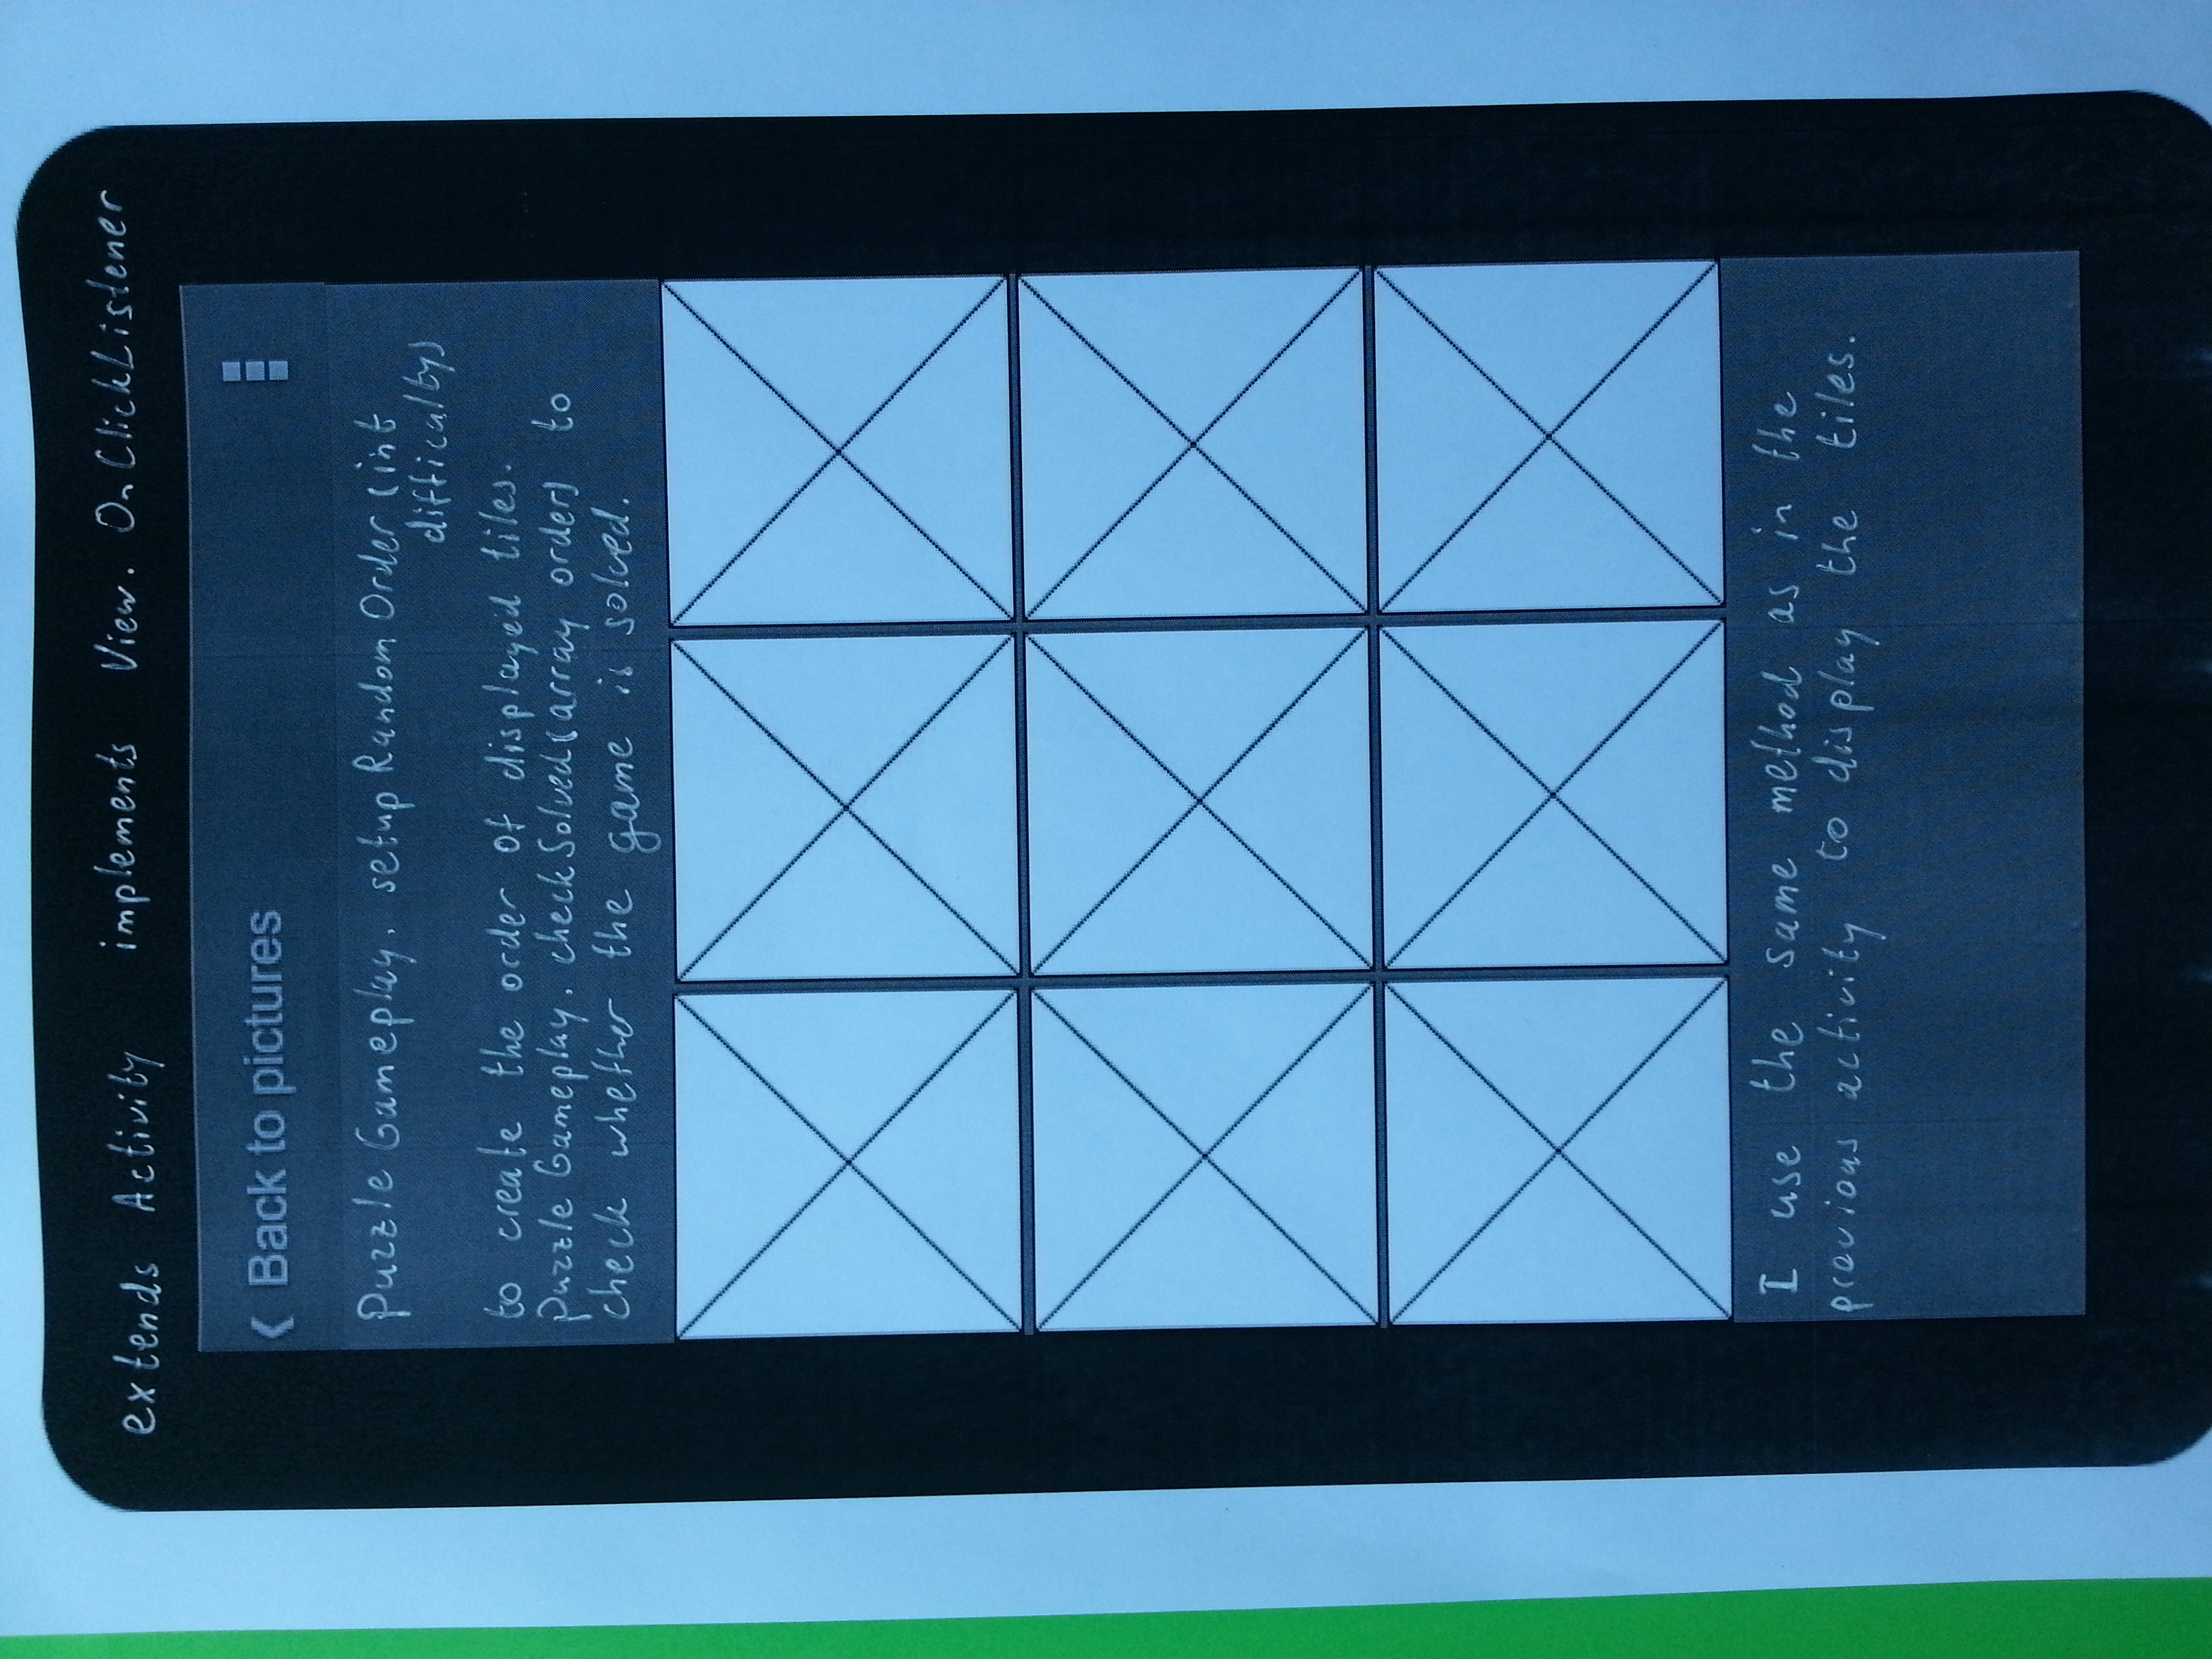 extends Activity implements View. OnClickListener
Back to pictures
Puzzle Gameplay. setup Random Order (int
difficulty)
to create the order of displayed tiles.
Puzzle Gameplay. check Solved (array order) to
check whether the game is solved.
I use the same method as in the
previous activity to display the tiles.